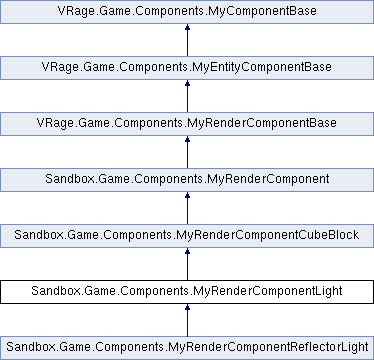 VRage.Game.Components.MyComponentBase
VRage.Game.Components.MyEntityComponentBase
VRage.Game.Components.MyRenderComponentBase
Sandbox.Game.Components.MyRenderComponent
Sandbox.Game.Components.MyRenderComponentCubeBlock
Sandbox.Game.Components.MyRenderComponentLight
Sandbox.Game.Components.MyRenderComponentReflectorLight